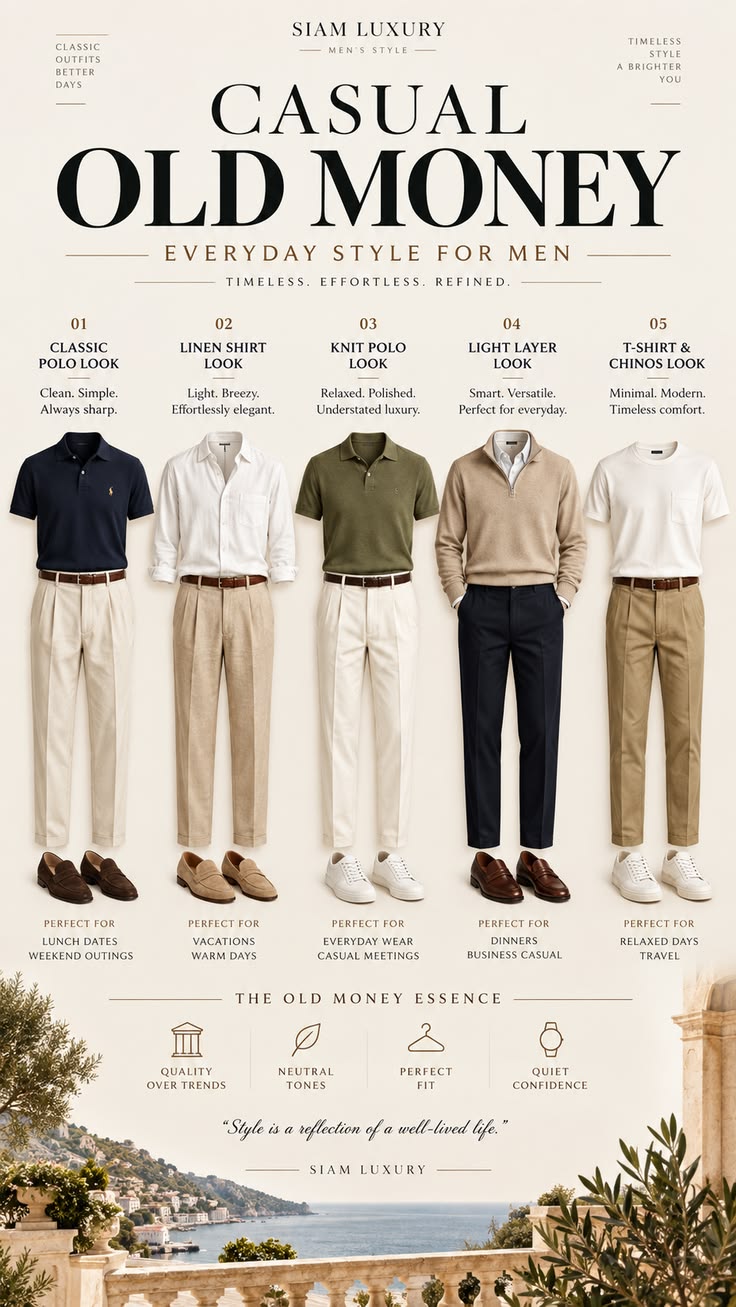 SIAM LUXURY
MEN'S STYLE
CLASSIC
OUTFITS
BETTER
DAYS
TIMELESS
STYLE
A BRIGHTER
YOU
CASUAL
OLD MONEY
EVERYDAY STYLE FOR MEN
TIMELESS. EFFORTLESS. REFINED.
01
CLASSIC
POLO LOOK
Clean. Simple.
Always sharp.
02
LINEN SHIRT
LOOK
Light. Breezy.
Effortlessly elegant.
03
KNIT POLO
LOOK
Relaxed. Polished.
Understated luxury.
04
LIGHT LAYER
LOOK
Smart. Versatile.
Perfect for everyday.
05
T-SHIRT &
CHINOS LOOK
Minimal. Modern.
Timeless comfort.
PERFECT FOR
LUNCH DATES
WEEKEND OUTINGS
PERFECT FOR
VACATIONS
WARM DAYS
PERFECT FOR
EVERYDAY WEAR
CASUAL MEETINGS
PERFECT FOR
DINNERS
BUSINESS CASUAL
PERFECT FOR
RELAXED DAYS
TRAVEL
THE OLD MONEY ESSENCE
QUALITY
OVER TRENDS
NEUTRAL
TONES
PERFECT
FIT
QUIET
CONFIDENCE
“Style is a reflection of a well-lived life.”
SIAM LUXURY